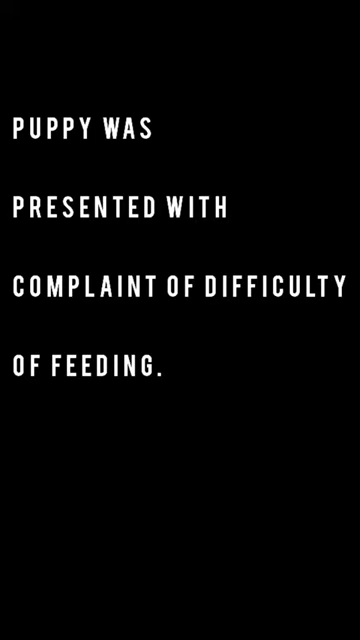 PUPPY WAS
PRESENTED WITH
COMPLAINT OF DIFFICULTY
OF FEEDING.